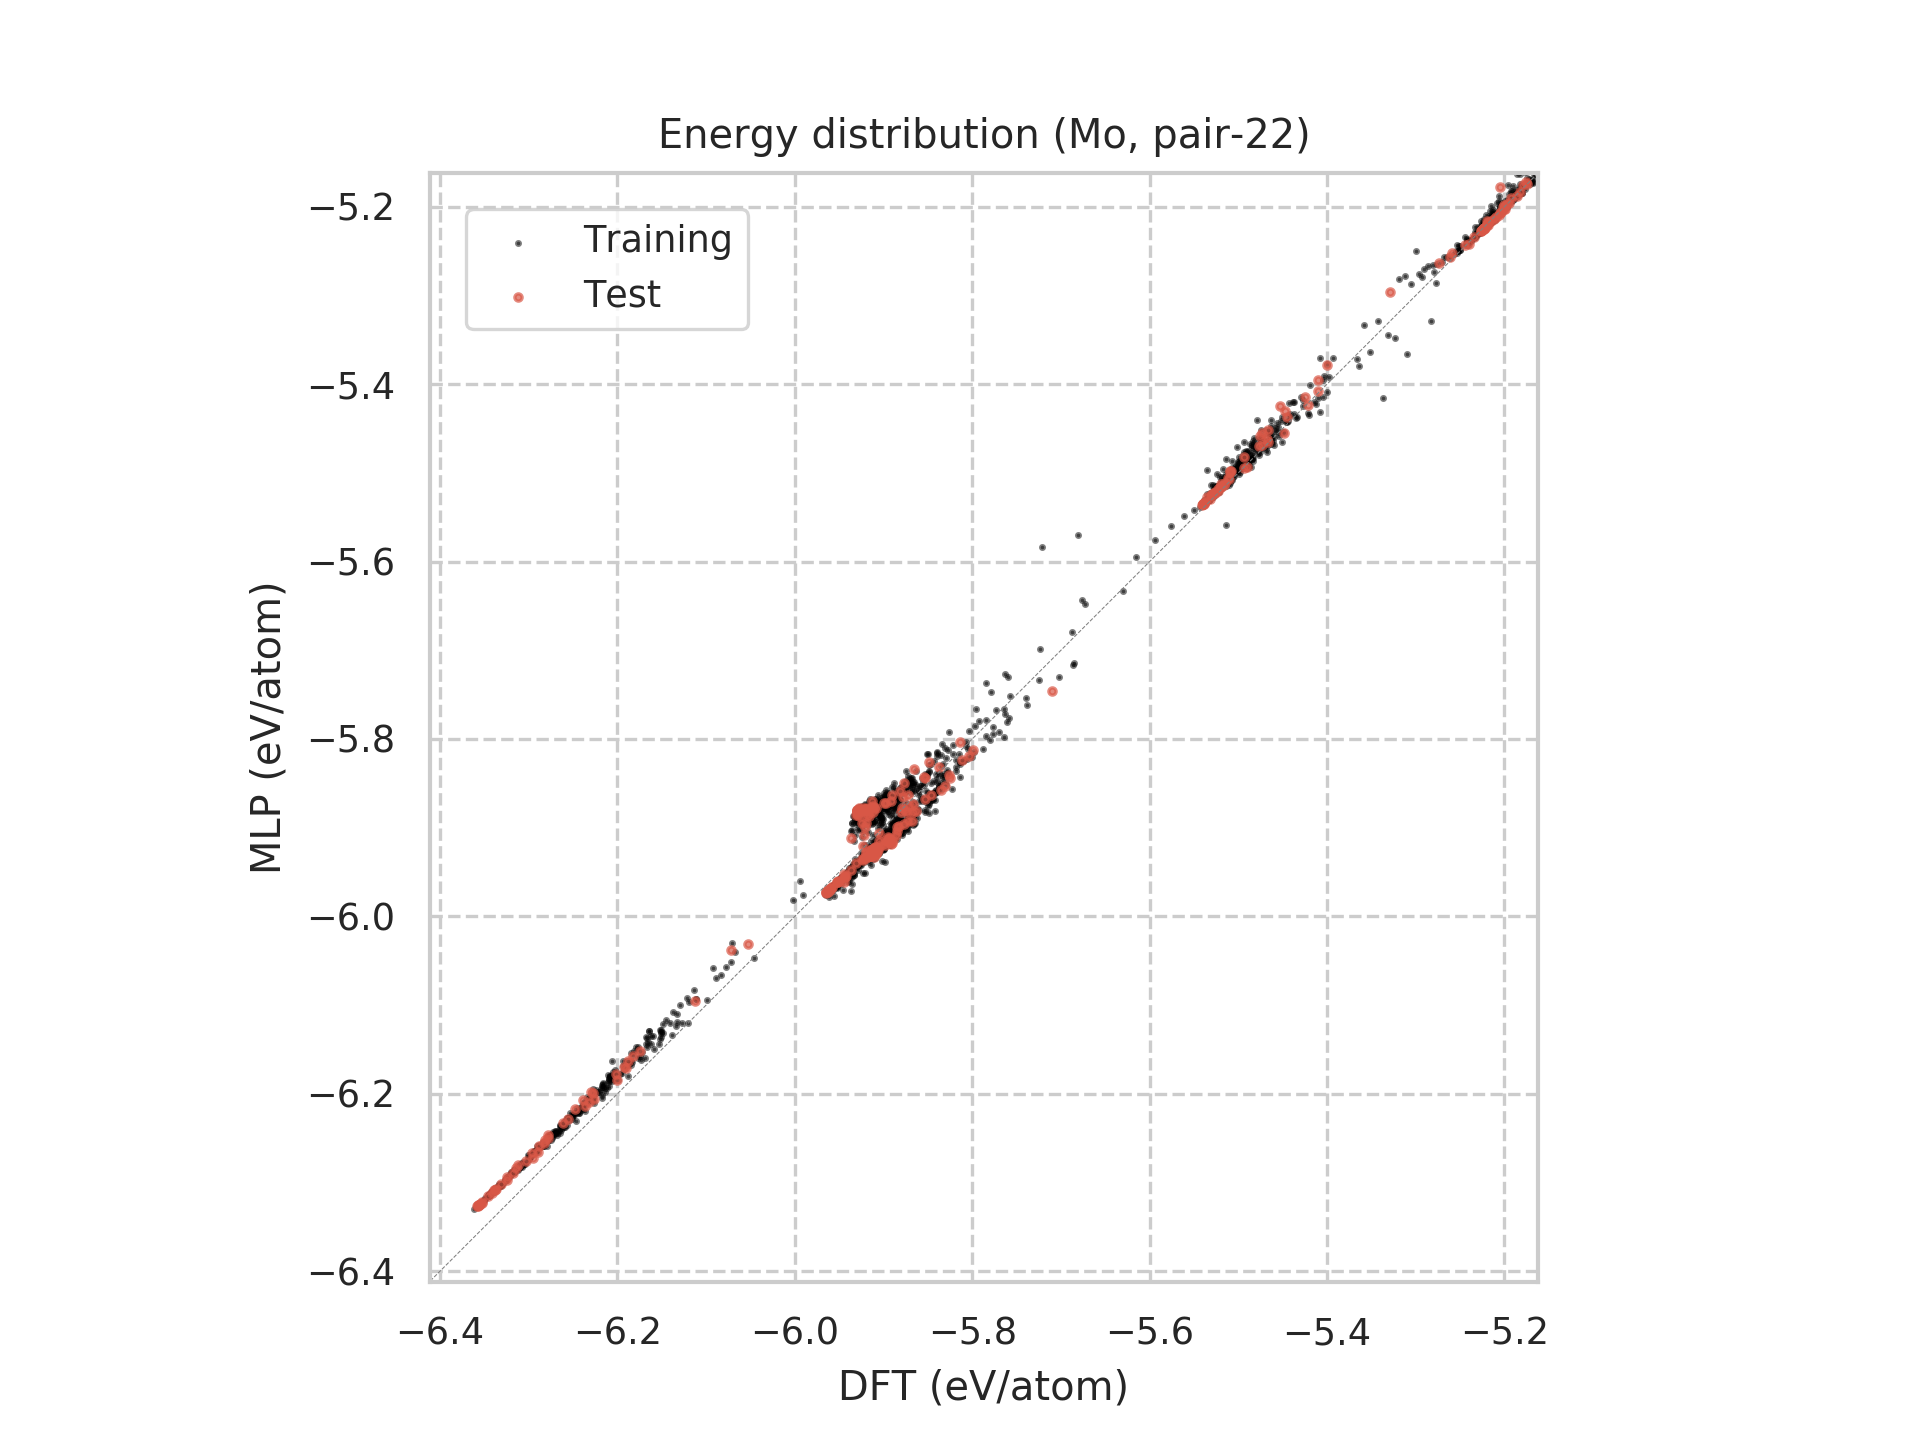 Energy distribution (Mo, pair-22)
Training
Test
MLP (eV/atom)
−5.2
−5.4
−5.6
−5.8
−6.0
−6.2
−6.4
−6.4 −6.2 −6.0 −5.8 −5.6 −5.4 −5.2
DFT (eV/atom)